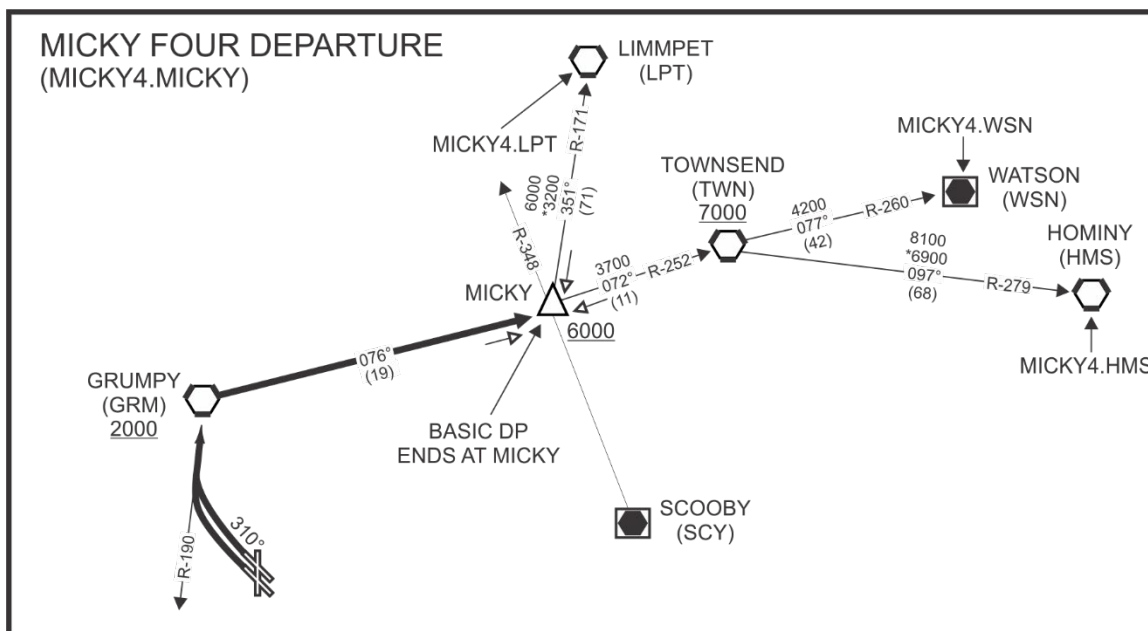 MICKY FOUR DEPARTURE
(MICKY4.MICKY)
LIMMPET
(LPT)
MICKY4.LPT
R-171
6000
*3200
351°
(71)
R-348
MICKY
6000
TOWNSEND
(TWN)
7000
3700
072°
(11)
R-252
MICKY4.WSN
WATSON
(WSN)
4200
077°
(42)
R-260
HOMINY
(HMS)
8100
*6900
097°
(68)
R-279
MICKY4.HMS
076°
(19)
GRUMPY
(GRM)
2000
BASIC DP
ENDS AT MICKY
SCOOBY
(SCY)
310°
R-190